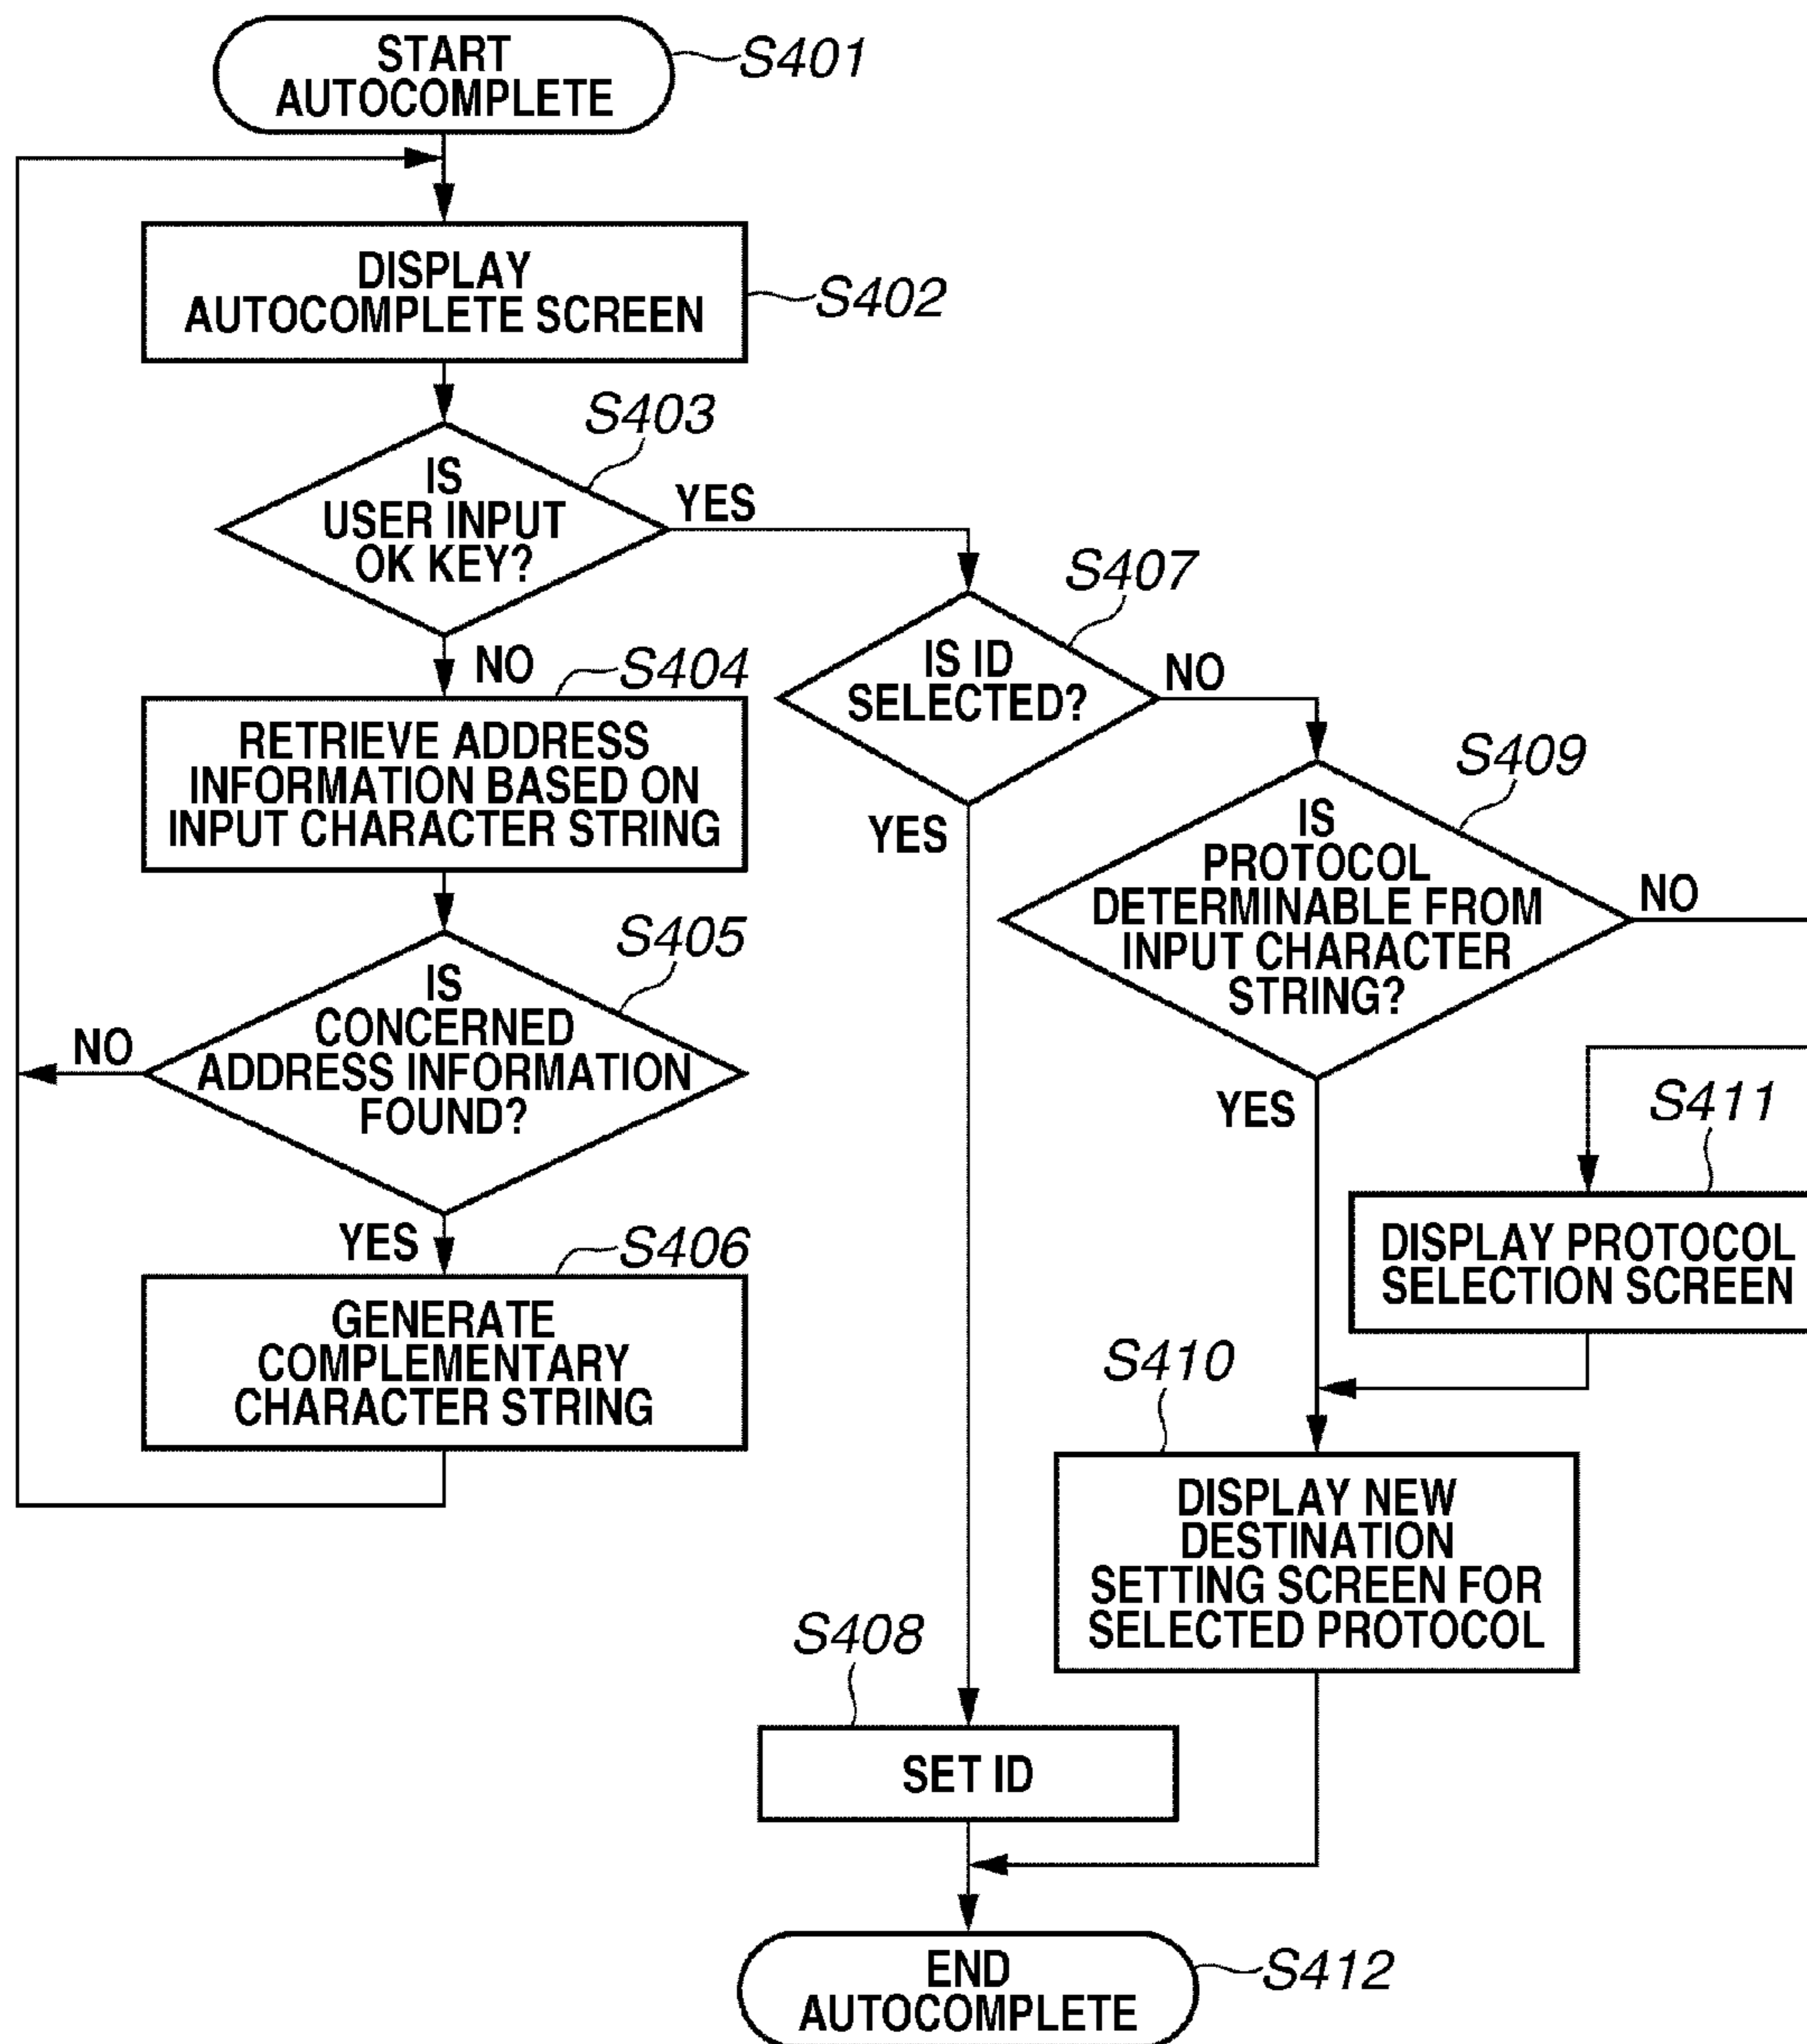 START
AUTOCOMPLETE
S401
DISPLAY
AUTOCOMPLETE SCREEN
S402
S403
IS
USER INPUT
OK KEY?
YES
NO
S404
RETRIEVE ADDRESS
INFORMATION BASED ON
INPUT CHARACTER STRING
S405
IS
CONCERNED
ADDRESS INFORMATION
FOUND?
NO
YES
S406
GENERATE
COMPLEMENTARY
CHARACTER STRING
S407
IS ID
SELECTED?
NO
YES
S409
IS
PROTOCOL
DETERMINABLE FROM
INPUT CHARACTER
STRING?
NO
YES
S411
DISPLAY PROTOCOL
SELECTION SCREEN
S410
DISPLAY NEW
DESTINATION
SETTING SCREEN FOR
SELECTED PROTOCOL
S408
SET ID
END
AUTOCOMPLETE
S412